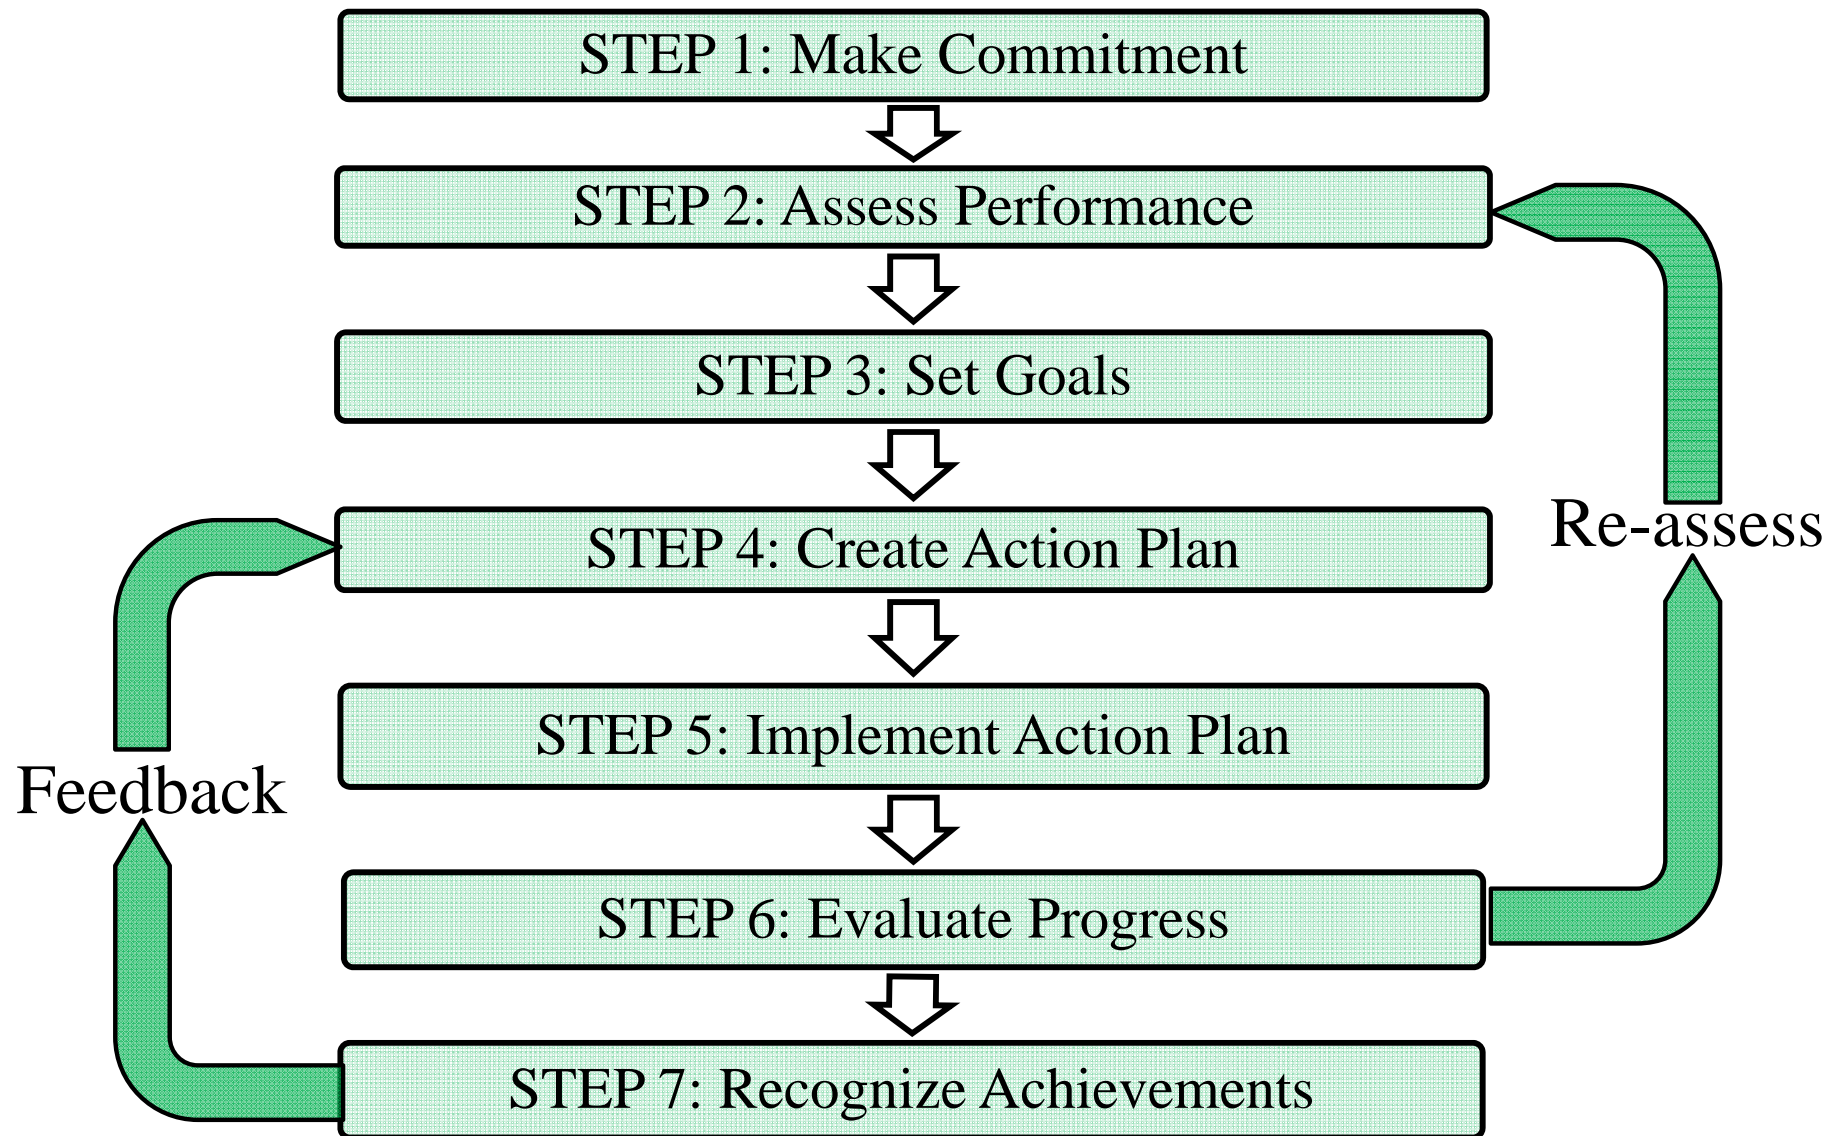 STEP 1: Make Commitment
STEP 2: Assess Performance
STEP 3: Set Goals
STEP 4: Create Action Plan
Re-assess
STEP 5: Implement Action Plan
Feedback
STEP 6: Evaluate Progress
STEP 7: Recognize Achievements